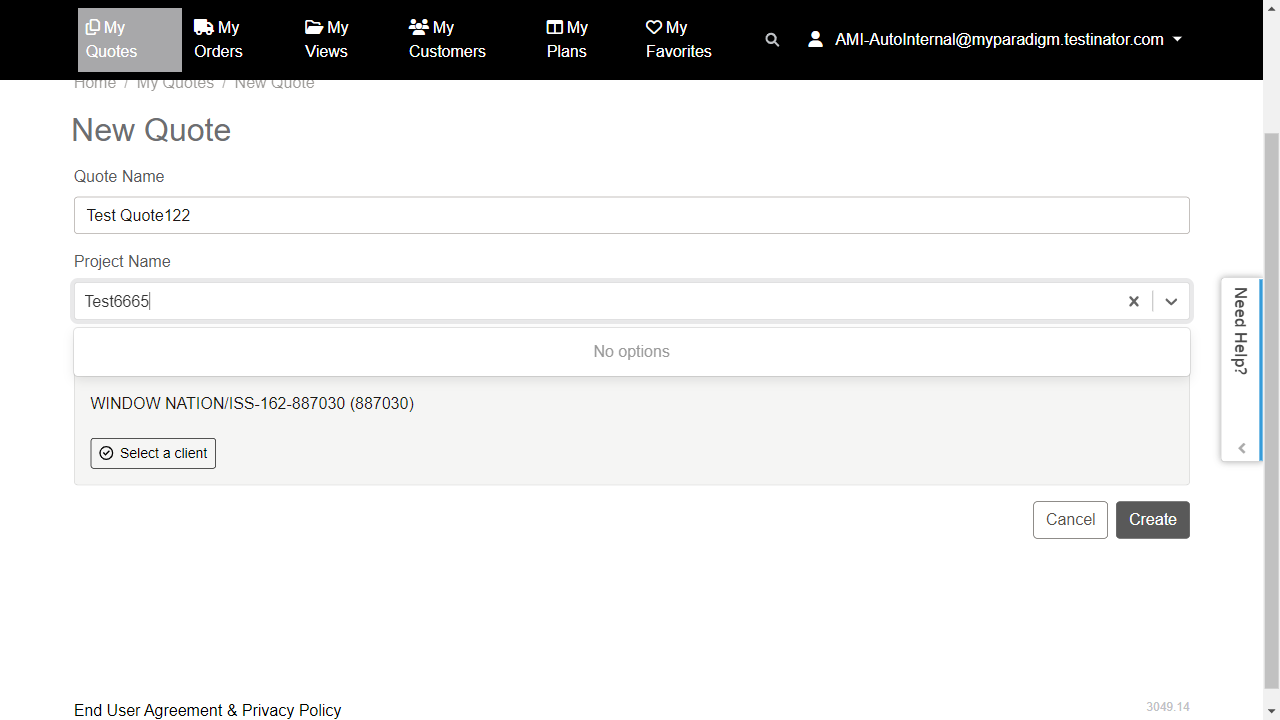 My Quotes
My Orders
My Views
My Customers
My Plans
My Favorites
AMI-AutoInternal@myparadigm.testinator.com
Home / My Quotes / New Quote
New Quote
Quote Name
Test Quote122
Project Name
Test6665
No options
WINDOW NATION/ISS-162-887030 (887030)
Select a client
Cancel
Create
Need Help?
End User Agreement & Privacy Policy
3049.14